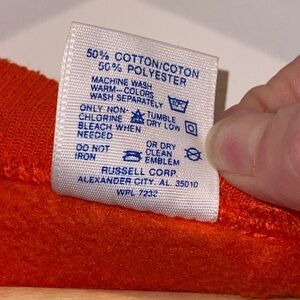 50% COTTON/COTON
50% POLYESTER
MACHINE WASH
WARM-COLORS
WASH SEPARATELY
ONLY NON- TUMBLE
CHLORINE DRY LOW
BLEACH WHEN
NEEDED
DO NOT OR DRY
IRON CLEAN
EMBLEM
RUSSELL CORP.
ALEXANDER CITY, AL 35010
WPL 7232